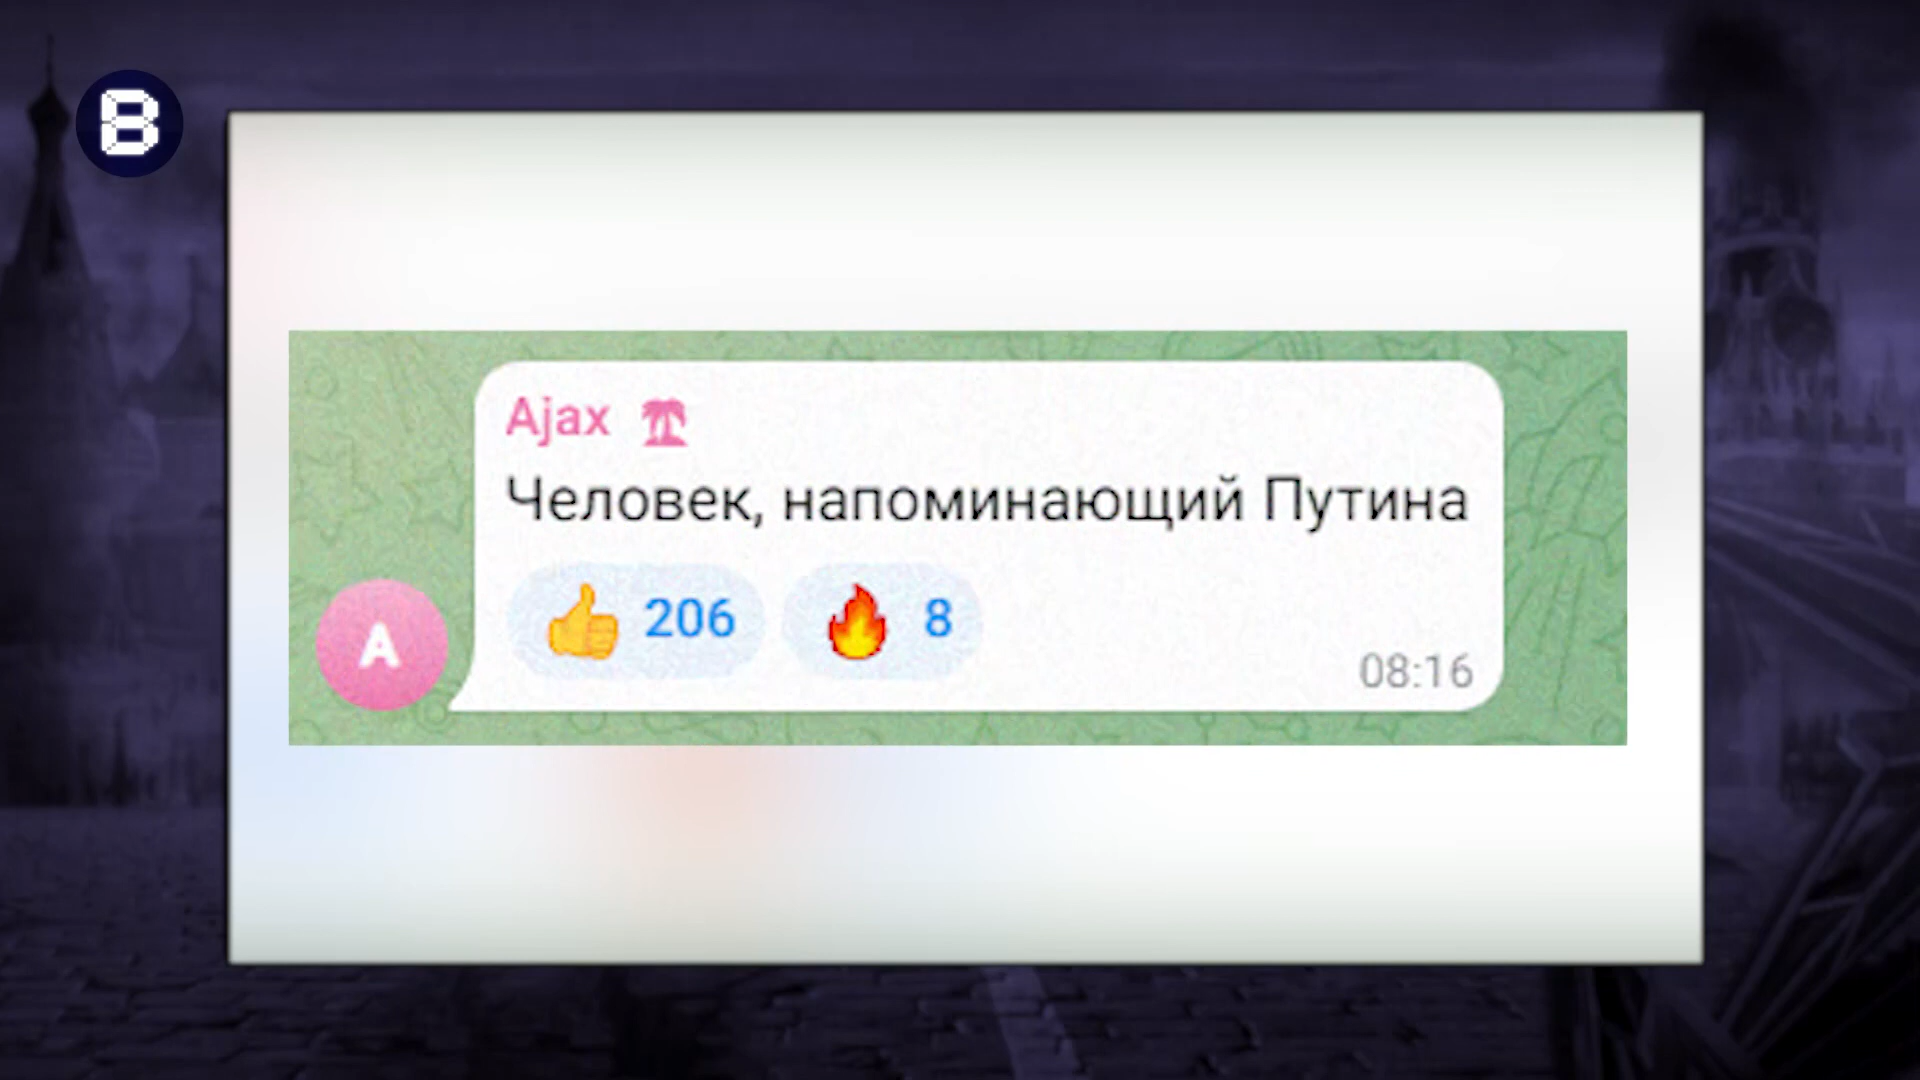 B
Ajax
Человек, напоминающий Путина
206 8
A
08:16